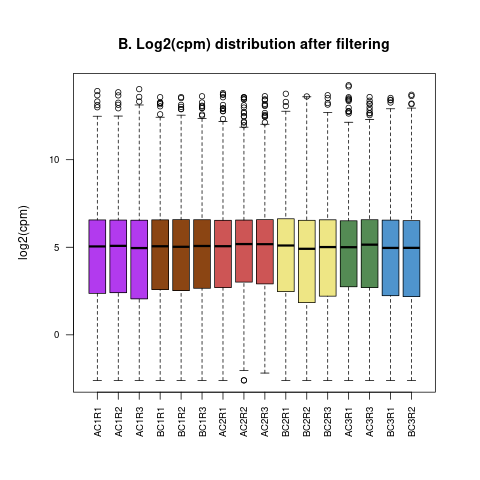 B. Log2(cpm) distribution after filtering
log2(cpm)
10
5
0
AC1R1
AC1R2
AC1R3
BC1R1
BC1R2
BC1R3
AC2R1
AC2R2
AC2R3
BC2R1
BC2R2
BC2R3
AC3R1
AC3R3
BC3R1
BC3R2